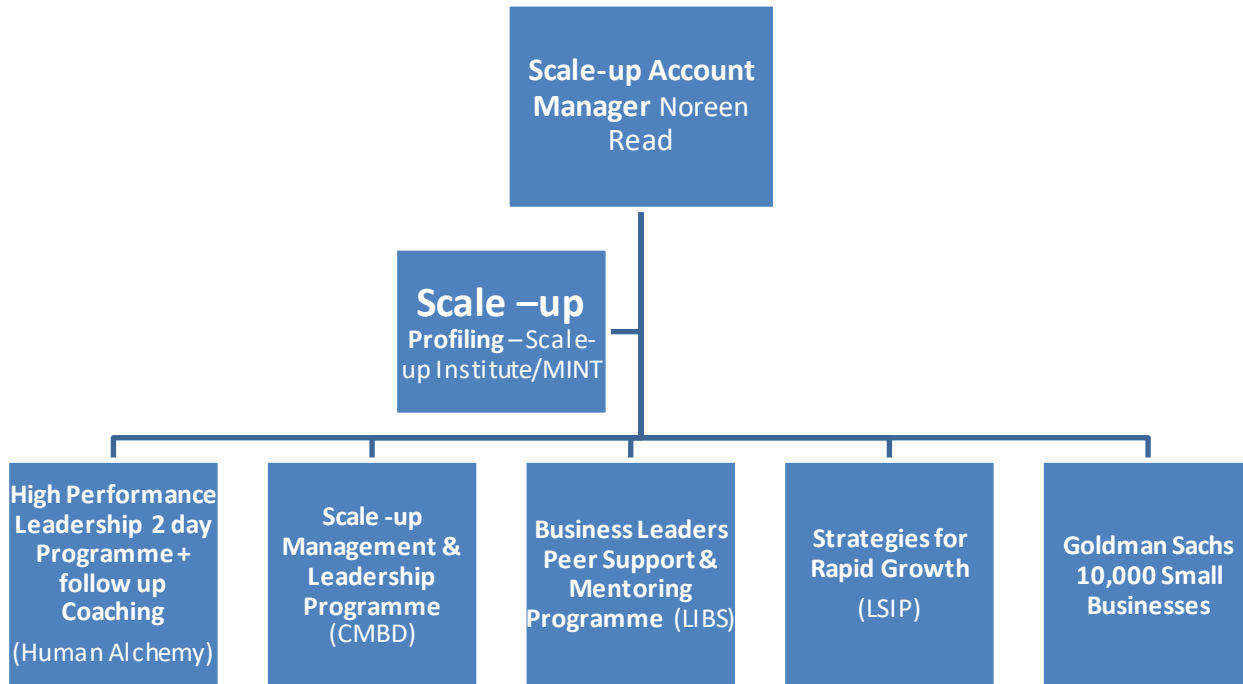 Scale-up Account
Manager Noreen
Read
Scale –up
Profiling – Scale-
up Institute/MINT
High Performance
Leadership 2 day
Programme +
follow up
Coaching
(Human Alchemy)
Scale -up
Management &
Leadership
Programme
(CMBD)
Business Leaders
Peer Support &
Mentoring
Programme (LIBS)
Strategies for
Rapid Growth
(LSIP)
Goldman Sachs
10,000 Small
Businesses